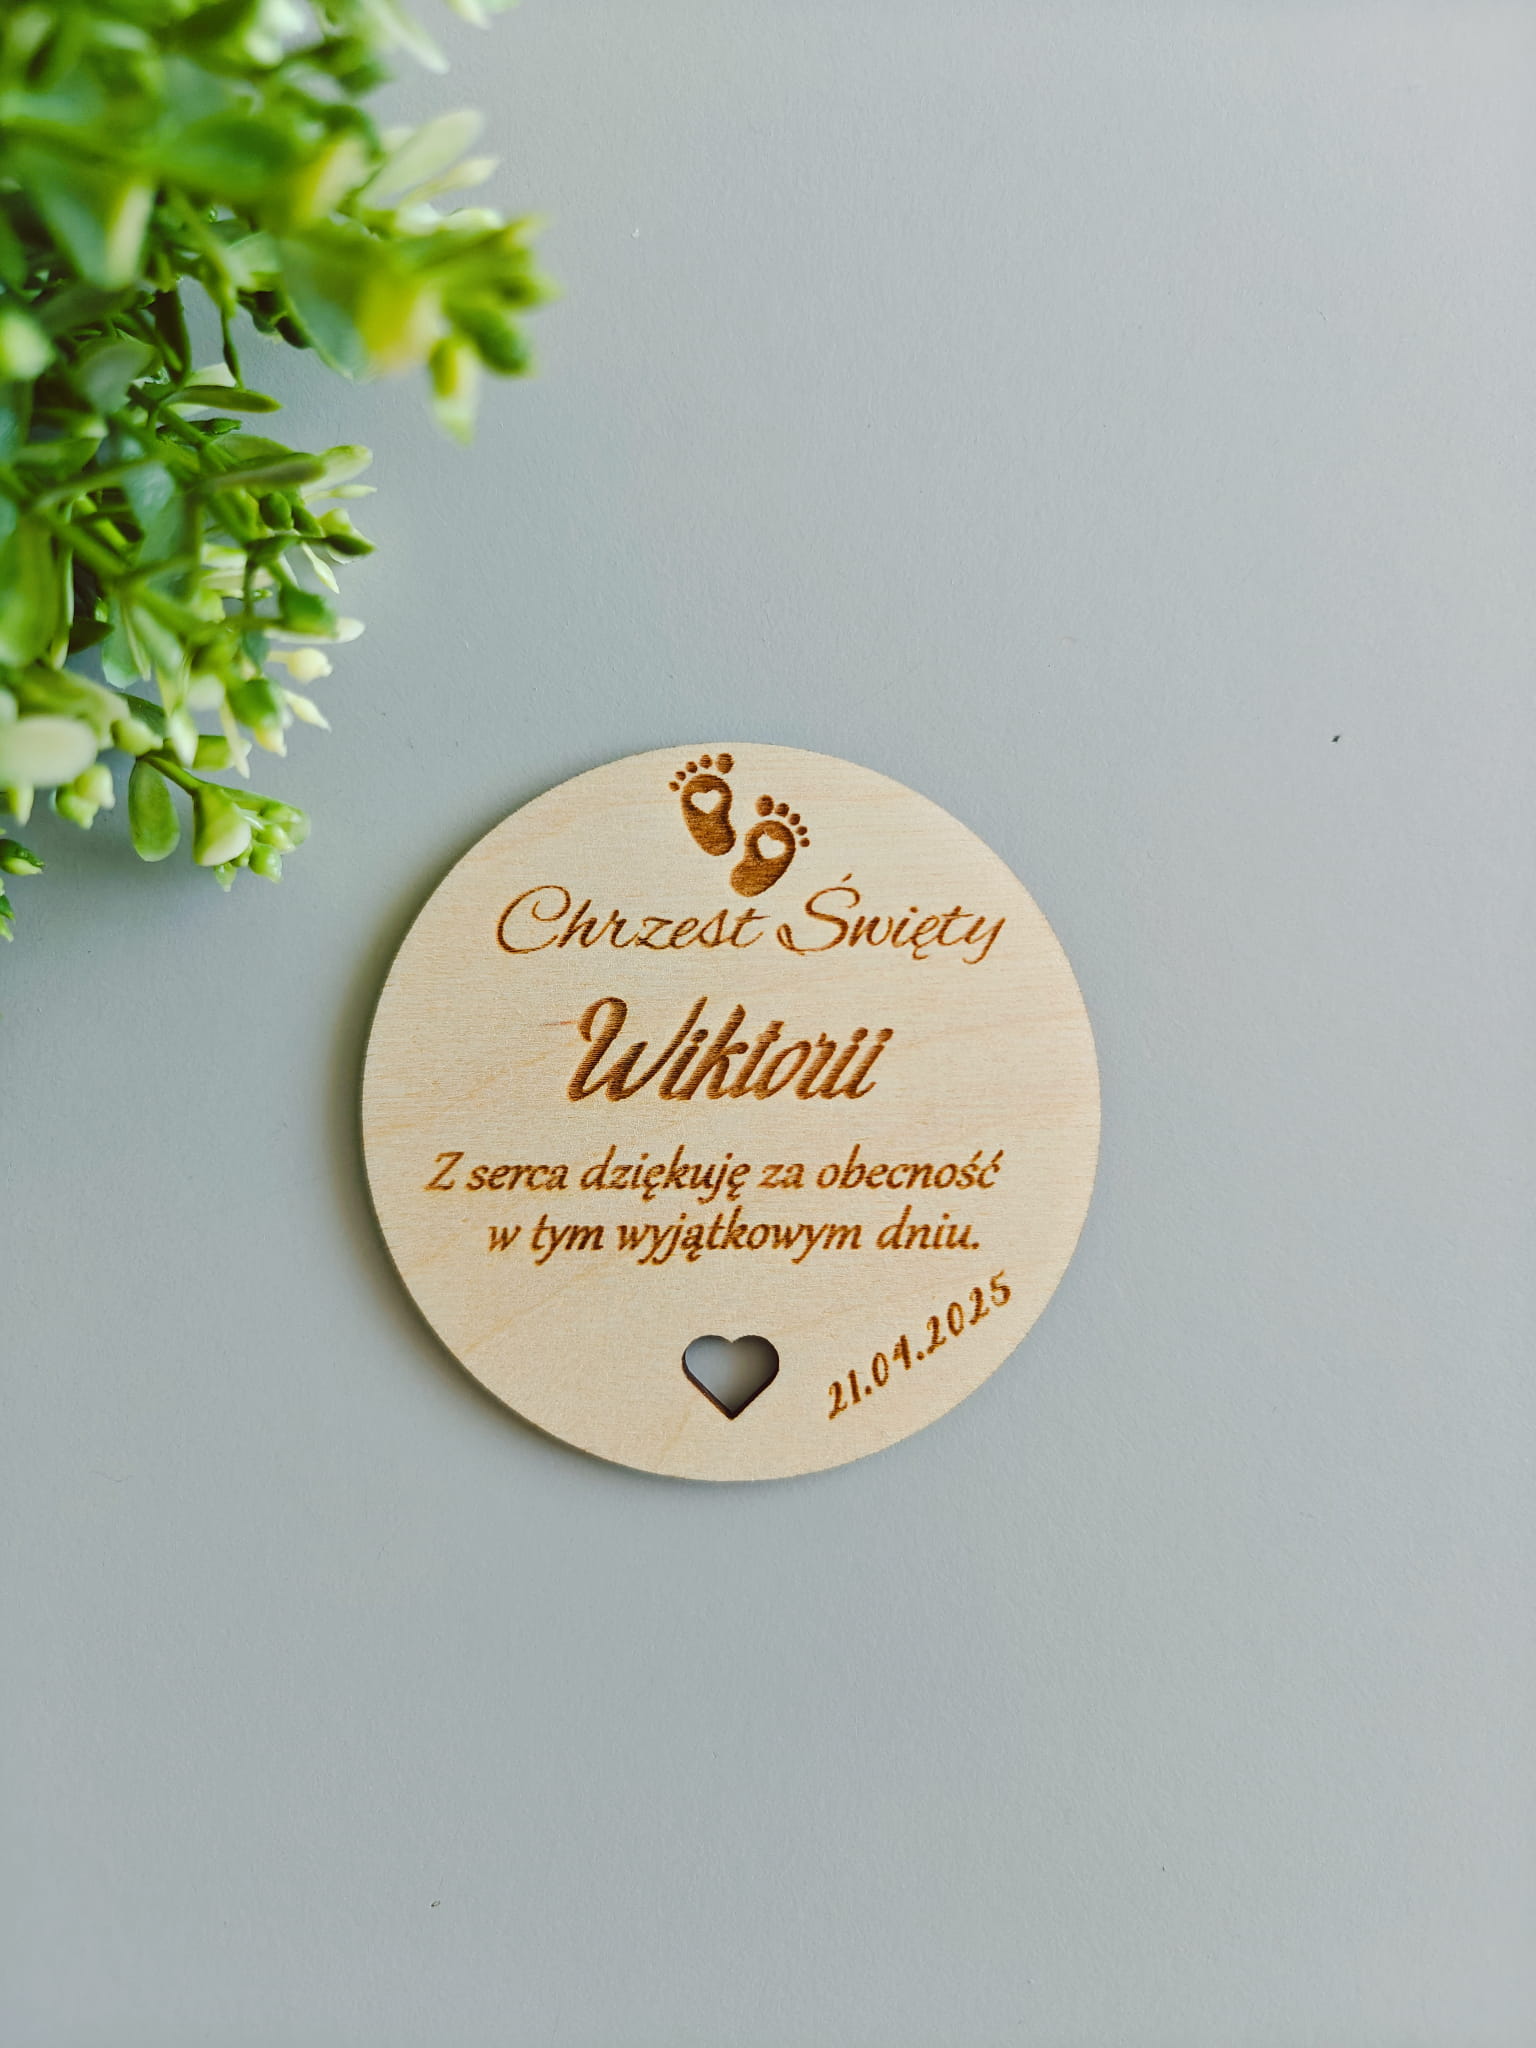 Chrzest Święty
Wiktorii
Z serca dziękuję za obecność
w tym wyjątkowym dniu.
21.04.2025